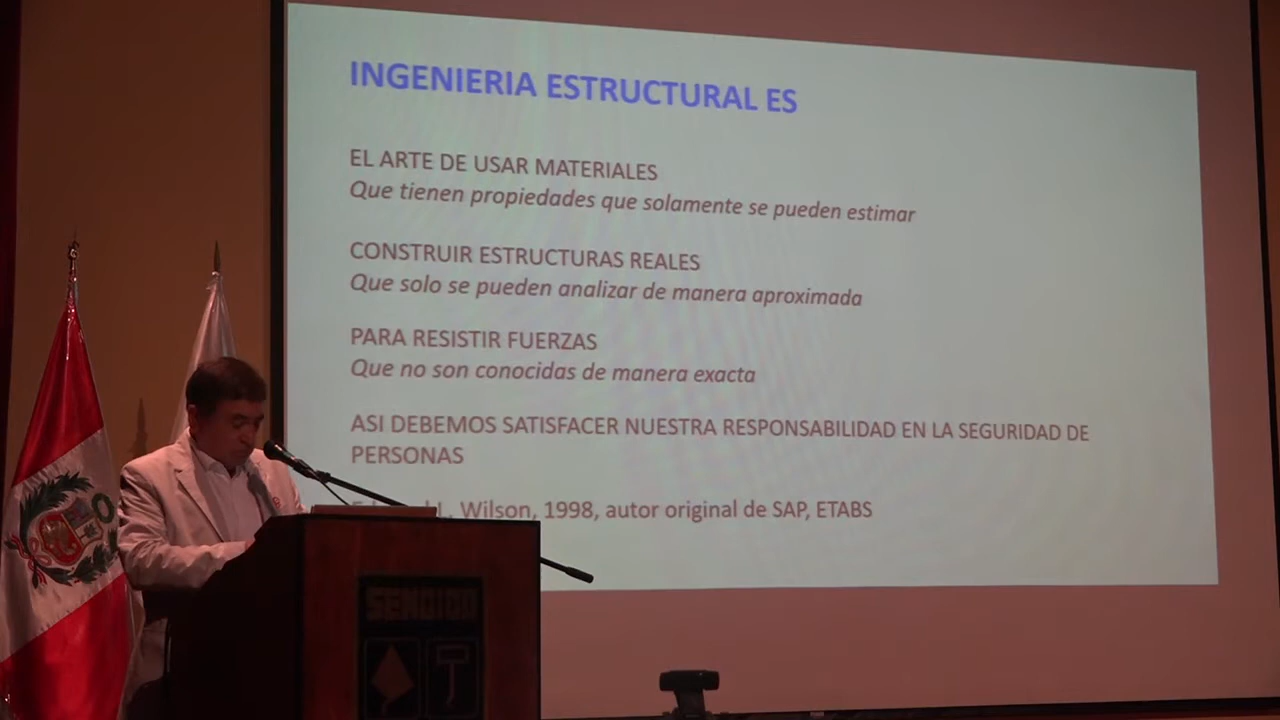 INGENIERIA ESTRUCTURAL ES
EL ARTE DE USAR MATERIALES
Que tienen propiedades que solamente se pueden estimar
CONSTRUIR ESTRUCTURAS REALES
Que solo se pueden analizar de manera aproximada
PARA RESISTIR FUERZAS
Que no son conocidas de manera exacta
ASI DEBEMOS SATISFACER NUESTRA RESPONSABILIDAD EN LA SEGURIDAD DE
PERSONAS
L. Wilson, 1998, autor original de SAP, ETABS
SENCICO